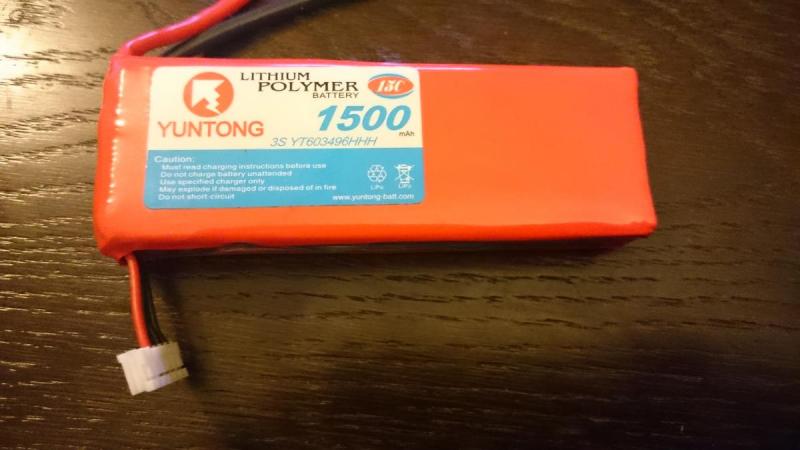 LITHIUM
POLYMER
BATTERY
15C
YUNTONG
1500 mAh
3S YT603496HHH
Caution:
Must read charging instructions before use
Do not charge battery unattended
Use specified charger only
May explode if damaged or disposed of in fire
Do not short-circuit
LiPo
LiPo
www.yuntong-batt.com